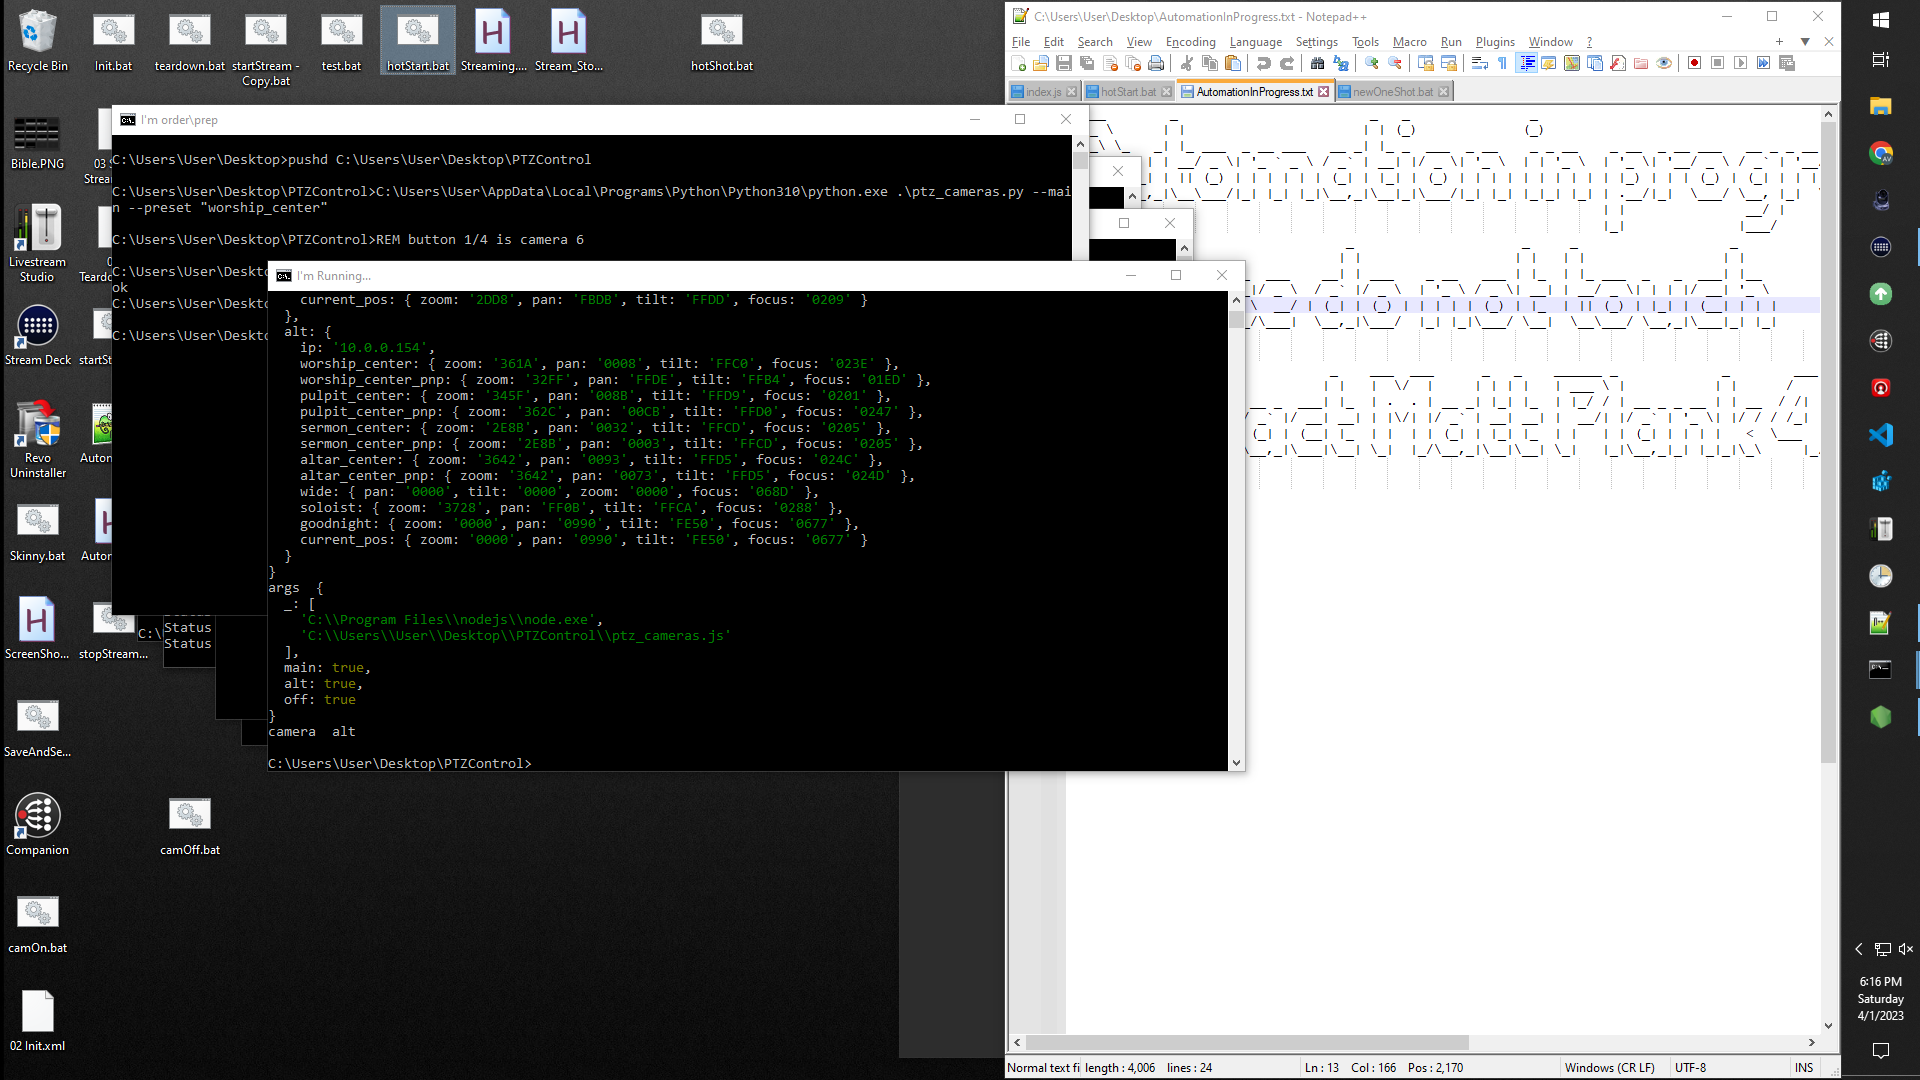 Recycle Bin
Init.bat
teardown.bat
startStream - Copy.bat
test.bat
hotStart.bat
Streaming....
Stream_Sto...
hotShot.bat
Bible.PNG
03 S
Strean
Livestream Studio
0
Teardo
Stream Deck
startS
Revo Uninstaller
Auton
Skinny.bat
Auton
ScreenSho...
stopStream...
SaveAndSe...
Companion
camOff.bat
camOn.bat
02 Init.xml
I'm order\prep
C:\Users\User\Desktop>pushd C:\Users\User\Desktop\PTZControl
C:\Users\User\Desktop\PTZControl>C:\Users\User\AppData\Local\Programs\Python\Python310\python.exe .\ptz_cameras.py --mai
n --preset "worship_center"
C:\Users\User\Desktop\PTZControl>REM button 1/4 is camera 6
C:\Users\User\Deskto
ok
C:\Users\User\Deskto
C:\Users\User\Deskto
C:\
Status
Status
I'm Running...
current_pos: { zoom: '2DD8', pan: 'FBDB', tilt: 'FFDD', focus: '0209' }
},
alt: {
ip: '10.0.0.154',
worship_center: { zoom: '361A', pan: '0008', tilt: 'FFC0', focus: '023E' },
worship_center_pnp: { zoom: '32FF', pan: 'FFDE', tilt: 'FFB4', focus: '01ED' },
pulpit_center: { zoom: '345F', pan: '008B', tilt: 'FFD9', focus: '0201' },
pulpit_center_pnp: { zoom: '362C', pan: '00CB', tilt: 'FFD0', focus: '0247' },
sermon_center: { zoom: '2E8B', pan: '0032', tilt: 'FFCD', focus: '0205' },
sermon_center_pnp: { zoom: '2E8B', pan: '0003', tilt: 'FFCD', focus: '0205' },
altar_center: { zoom: '3642', pan: '0093', tilt: 'FFD5', focus: '024C' },
altar_center_pnp: { zoom: '3642', pan: '0073', tilt: 'FFD5', focus: '024D' },
wide: { pan: '0000', tilt: '0000', zoom: '0000', focus: '068D' },
soloist: { zoom: '3728', pan: 'FF0B', tilt: 'FFCA', focus: '0288' },
goodnight: { zoom: '0000', pan: '0990', tilt: 'FE50', focus: '0677' },
current_pos: { zoom: '0000', pan: '0990', tilt: 'FE50', focus: '0677' }
}
}
args  {
_: [
'C:\\Program Files\\nodejs\\node.exe',
'C:\\Users\\User\\Desktop\\PTZControl\\ptz_cameras.js'
],
main: true,
alt: true,
off: true
}
camera  alt
C:\Users\User\Desktop\PTZControl>
C:\Users\User\Desktop\AutomationInProgress.txt - Notepad++
File Edit Search View Encoding Language Settings Tools Macro Run Plugins Window ?
index.js hotStart.bat AutomationInProgress.txt newOneShot.bat
Normal text fi length : 4,006 lines : 24 Ln : 13 Col : 166 Pos : 2,170 Windows (CR LF) UTF-8 INS
6:16 PM
Saturday
4/1/2023